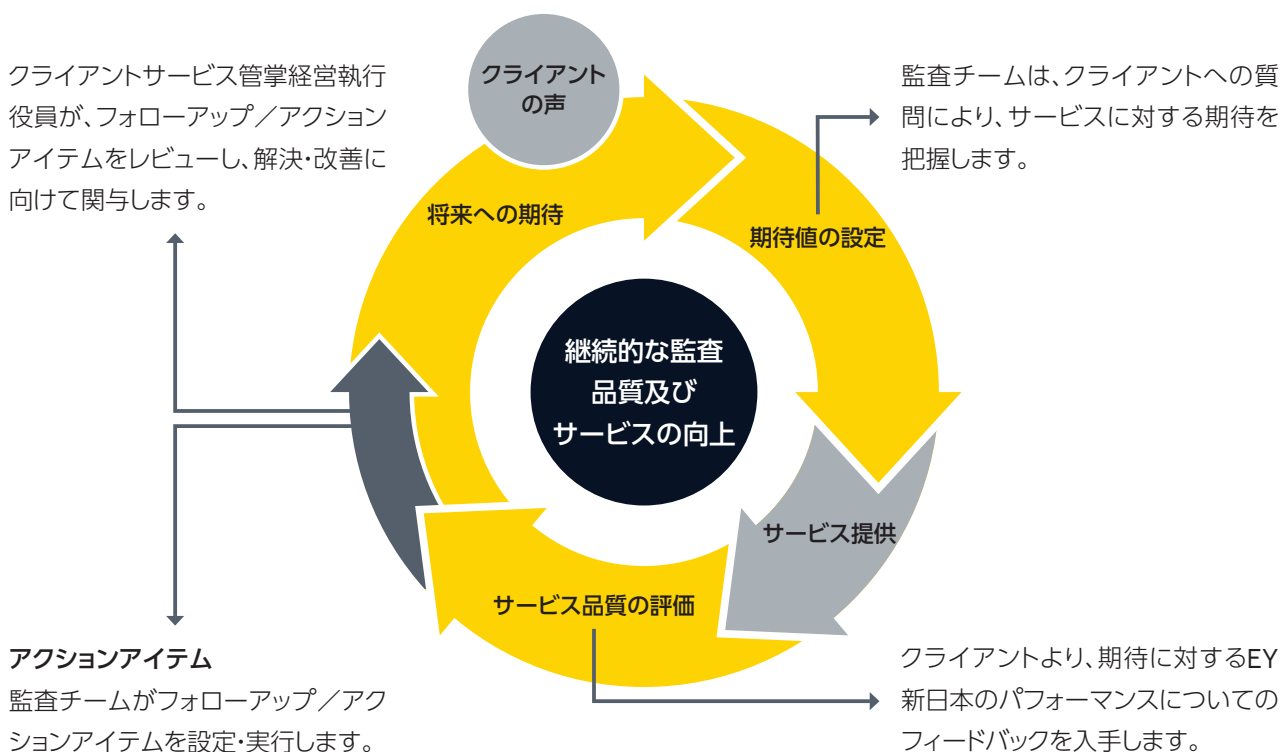 クライアント
の声
クライアントサービス管掌経営執行
役員が、フォローアップ／アクション
アイテムをレビューし、解決・改善に
向けて関与します。
監査チームは、クライアントへの質
問により、サービスに対する期待を
把握します。
将来への期待
期待値の設定
継続的な監査
品質及び
サービスの向上
サービス提供
サービス品質の評価
アクションアイテム
監査チームがフォローアップ／アク
ションアイテムを設定・実行します。
クライアントより、期待に対するEY
新日本のパフォーマンスについての
フィードバックを入手します。